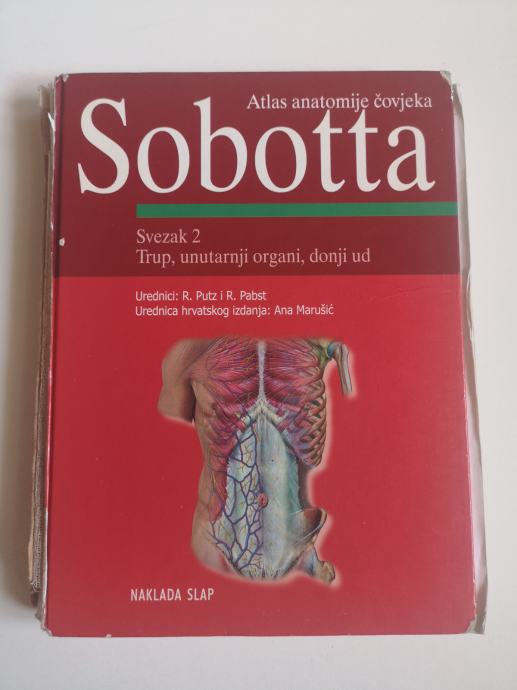 Atlas anatomije čovjeka
Sobotta
Svezak 2
Trup, unutarnji organi, donji ud
Urednici: R. Putz i R. Pabst
Urednica hrvatskog izdanja: Ana Marušić
NAKLADA SLAP